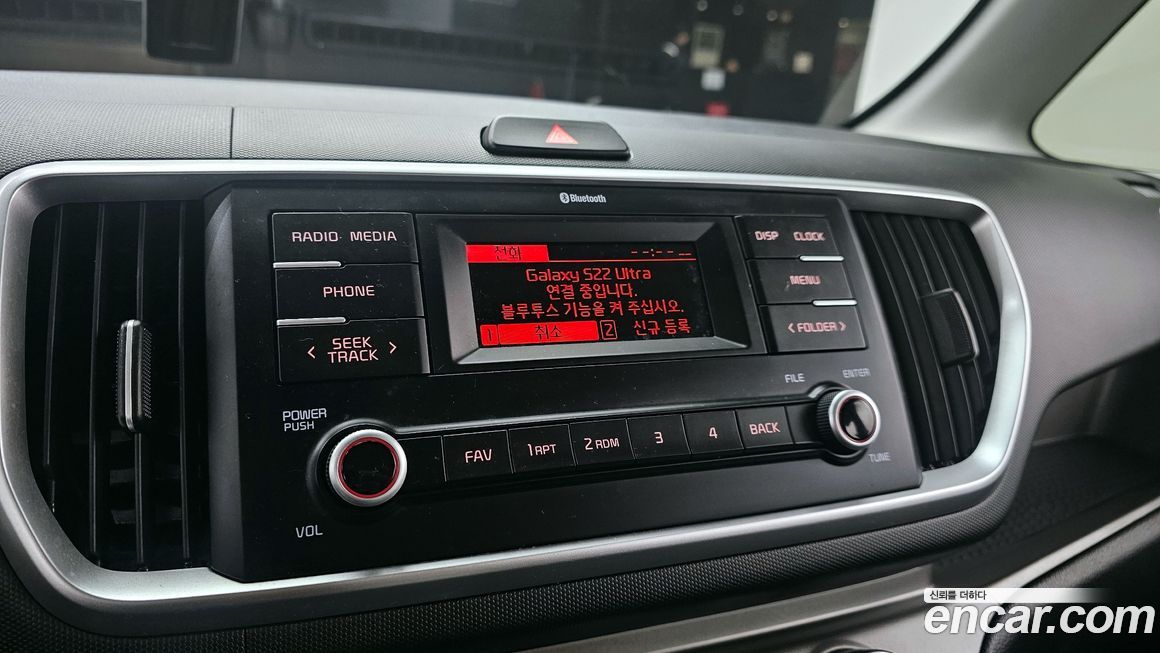 Bluetooth
RADIO MEDIA
PHONE
< SEEK TRACK >
전화 --:-- --
Galaxy S22 Ultra
연결 중입니다.
블루투스 기능을 켜 주십시오.
1 취소 2 신규 등록
DISP CLOCK
MENU
< FOLDER >
FILE ENTER
POWER
PUSH
FAV 1 RPT 2 RDM 3 4 BACK
TUNE
VOL
신뢰를 더하다
encar.com